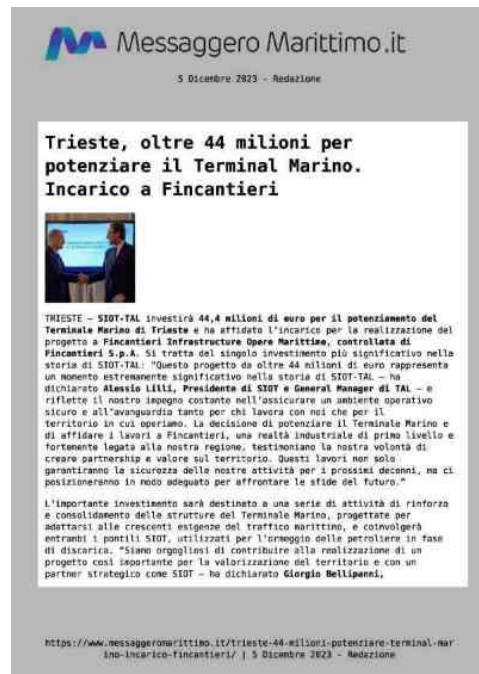 Messaggero Marittimo.it
5 Dicembre 2023 - Redazione
Trieste, oltre 44 milioni per
potenziare il Terminal Marino.
Incarico a Fincantieri
TRIESTE – SIOT-TAL investirà 44,4 milioni di euro per il potenziamento del
Terminale Marino di Trieste e ha affidato l'incarico per la realizzazione del
progetto a Fincantieri Infrastructure Opere Marittime, controllata di
Fincantieri S.p.A. Si tratta del singolo investimento più significativo nella
storia di SIOT-TAL: "Questo progetto da oltre 44 milioni di euro rappresenta
un momento estremamente significativo nella storia di SIOT-TAL – ha
dichiarato Alessio Lilli, Presidente di SIOT e General Manager di TAL – e
riflette il nostro impegno costante nell'assicurare un ambiente operativo
sicuro e all'avanguardia tanto per chi lavora con noi che per il
territorio in cui operiamo. La decisione di potenziare il Terminale Marino e
di affidare i lavori a Fincantieri, una realtà industriale di primo livello e
fortemente legata alla nostra regione, testimoniano la nostra volontà di
creare partnership e valore sul territorio. Questi lavori non solo
garantiranno la sicurezza delle nostre attività per i prossimi decenni, ma ci
posizioneranno in modo adeguato per affrontare le sfide del futuro."
L'importante investimento sarà destinato a una serie di attività di rinforzo
e consolidamento delle strutture del Terminale Marino, progettate per
adattarsi alle crescenti esigenze del traffico marittimo, e coinvolgerà
entrambi i pontili SIOT, utilizzati per l'ormeggio delle petroliere in fase
di discarica. "Siamo orgogliosi di contribuire alla realizzazione di un
progetto così importante per la valorizzazione del territorio e con un
partner strategico come SIOT – ha dichiarato Giorgio Bellipanni,
https://www.messaggeromarittimo.it/trieste-44-milioni-potenziare-terminal-mar
ino-incarico-fincantieri/ | 5 Dicembre 2023 - Redazione